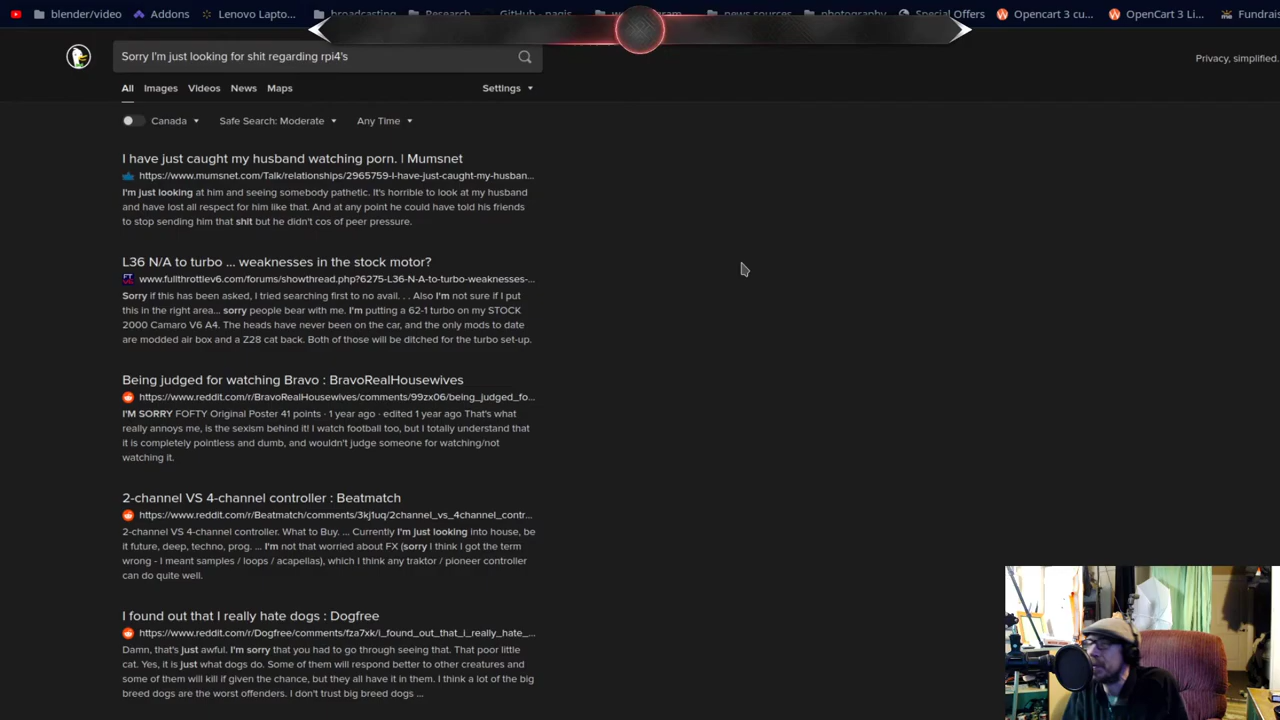 blender/video Addons Lenovo Lapto... broadcasting Research GitHub - nagis news sources photography Special Offers Opencart 3 cu... OpenCart 3 Li... Fundrais
Sorry I'm just looking for shit regarding rpi4's
Privacy, simplified.
All Images Videos News Maps Settings
Canada Safe Search: Moderate Any Time
I have just caught my husband watching porn. | Mumsnet
https://www.mumsnet.com/Talk/relationships/2965759-I-have-just-caught-my-husban...
I'm just looking at him and seeing somebody pathetic. It's horrible to look at my husband
and have lost all respect for him like that. And at any point he could have told his friends
to stop sending him that shit but he didn't cos of peer pressure.
L36 N/A to turbo ... weaknesses in the stock motor?
FT www.fullthrottlev6.com/forums/showthread.php?6275-L36-N-A-to-turbo-weaknesses-...
Sorry if this has been asked, I tried searching first to no avail. . . Also I'm not sure if I put
this in the right area... sorry people bear with me. I'm putting a 62-1 turbo on my STOCK
2000 Camaro V6 A4. The heads have never been on the car, and the only mods to date
are modded air box and a Z28 cat back. Both of those will be ditched for the turbo set-up.
Being judged for watching Bravo : BravoRealHousewives
https://www.reddit.com/r/BravoRealHousewives/comments/99zx06/being_judged_fo...
I'M SORRY FOFTY Original Poster 41 points · 1 year ago · edited 1 year ago That's what
really annoys me, is the sexism behind it! I watch football too, but I totally understand that
it is completely pointless and dumb, and wouldn't judge someone for watching/not
watching it.
2-channel VS 4-channel controller : Beatmatch
https://www.reddit.com/r/Beatmatch/comments/3kj1uq/2channel_vs_4channel_contr...
2-channel VS 4-channel controller. What to Buy. ... Currently I'm just looking into house, be
it future, deep, techno, prog. ... I'm not that worried about FX (sorry I think I got the term
wrong - I meant samples / loops / acapellas), which I think any traktor / pioneer controller
can do quite well.
I found out that I really hate dogs : Dogfree
https://www.reddit.com/r/Dogfree/comments/fza7xk/i_found_out_that_i_really_hate_...
Damn, that's just awful. I'm sorry that you had to go through seeing that. That poor little
cat. Yes, it is just what dogs do. Some of them will respond better to other creatures and
some of them will kill if given the chance, but they all have it in them. I think a lot of the big
breed dogs are the worst offenders. I don't trust big breed dogs ...